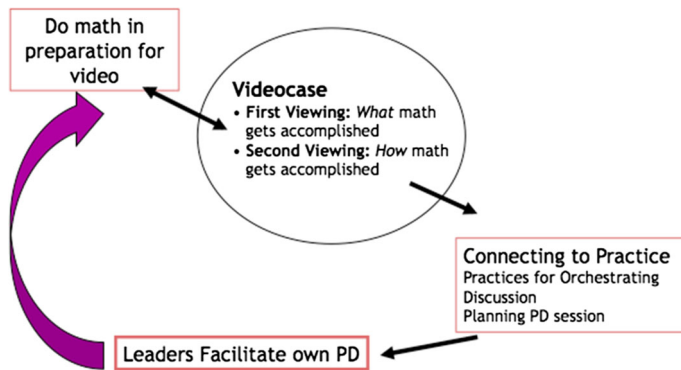 Do math in
preparation for
video
Videocase
• First Viewing: What math
gets accomplished
• Second Viewing: How math
gets accomplished
Connecting to Practice
Practices for Orchestrating
Discussion
Planning PD session
Leaders Facilitate own PD